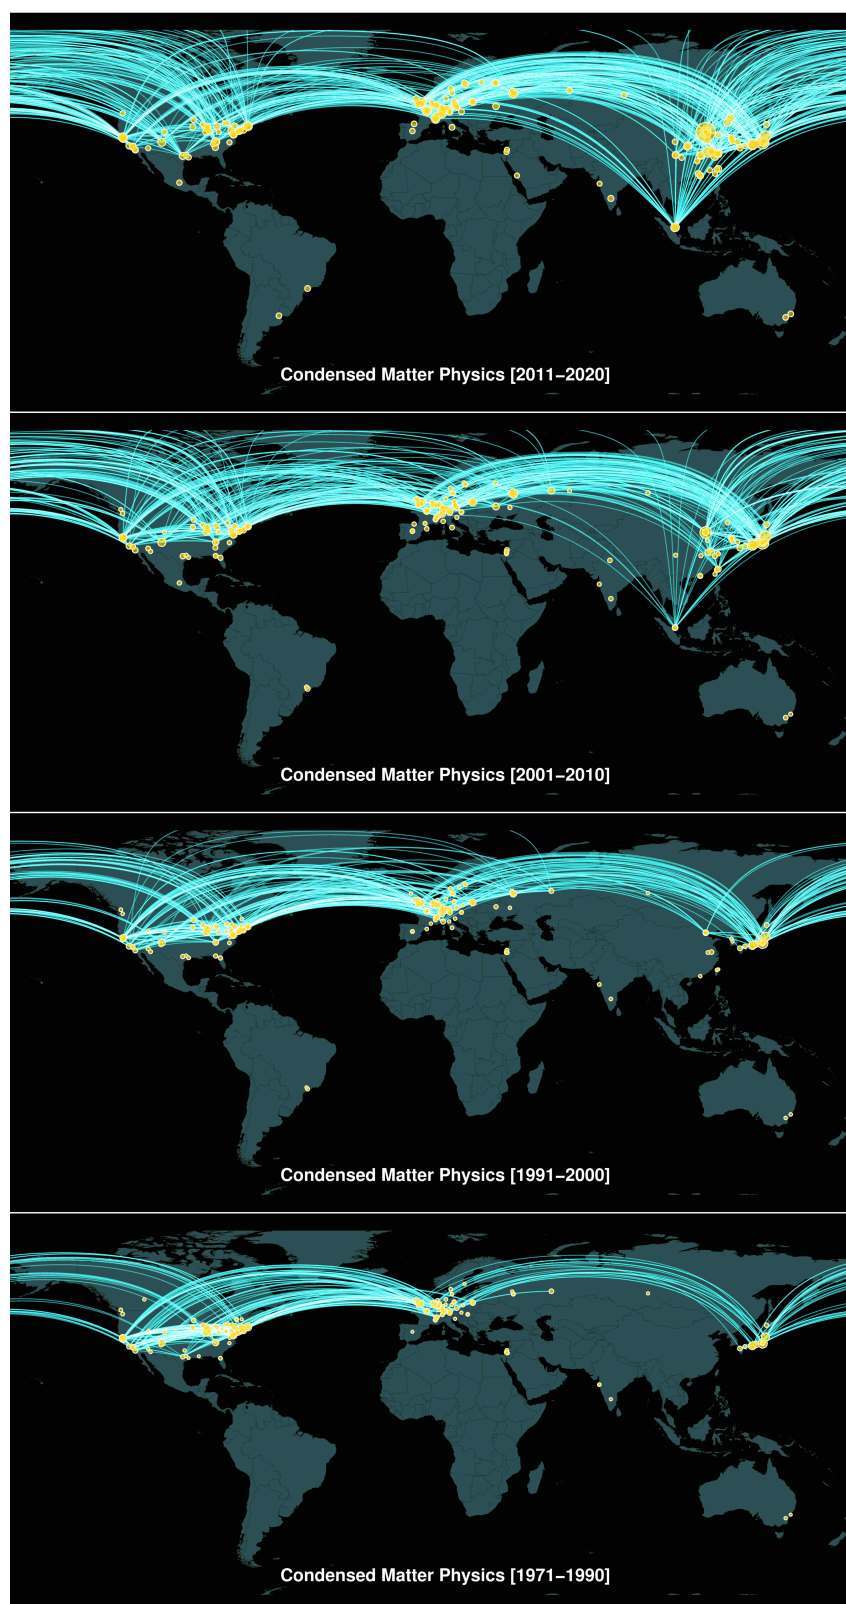 Condensed Matter Physics [2011−2020]
Condensed Matter Physics [2001−2010]
Condensed Matter Physics [1991−2000]
Condensed Matter Physics [1971−1990]